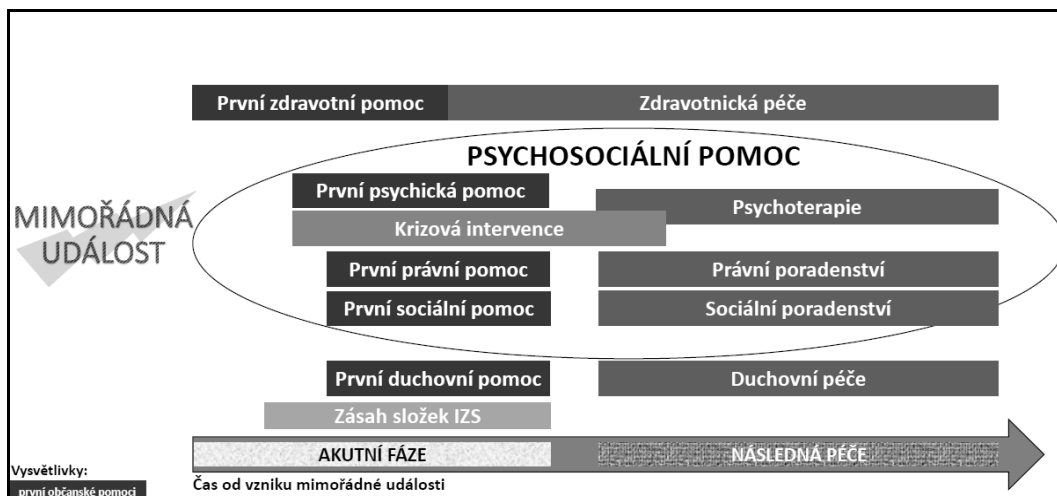 První zdravotní pomoc
Zdravotnická péče
PSYCHOSOCIÁLNÍ POMOC
První psychická pomoc
Psychoterapie
MIMOŘÁDNÁ
UDÁLOST
Krizová intervence
První právní pomoc
Právní poradenství
První sociální pomoc
Sociální poradenství
První duchovní pomoc
Duchovní péče
Zásah složek IZS
AKUTNÍ FÁZE
NÁSLEDNÁ PÉČE
Vysvětlivky:
Čas od vzniku mimořádné události
první občanské pomoci